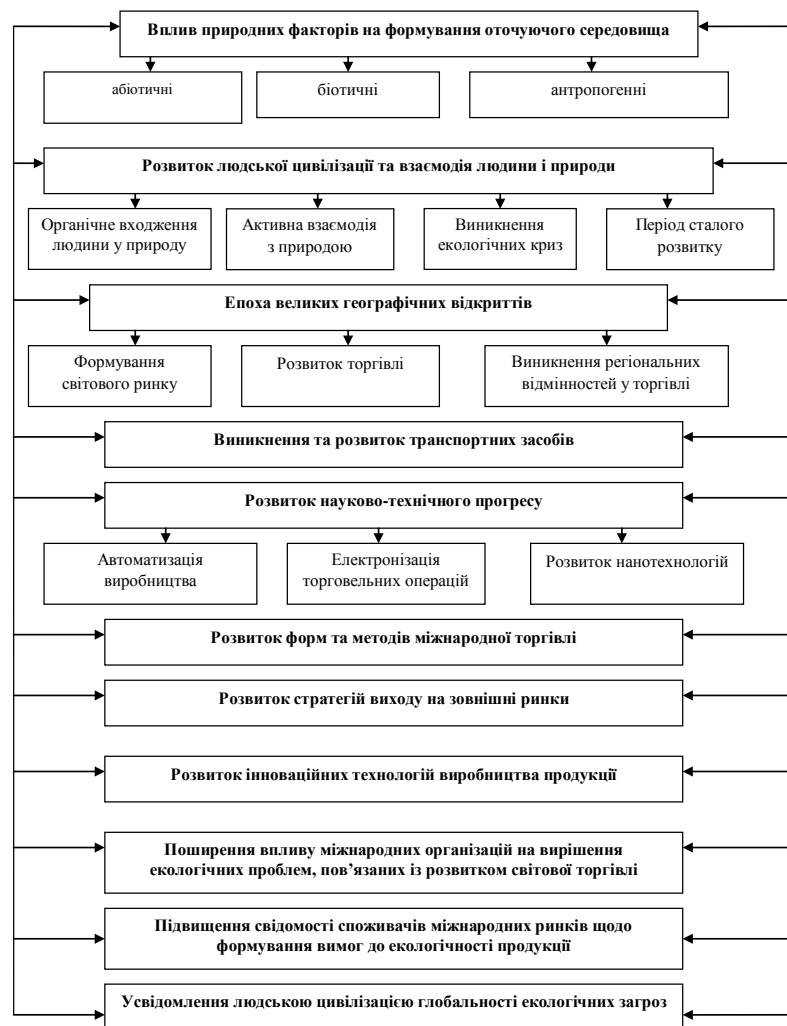 Вплив природних факторів на формування оточуючого середовища
абіотичні
біотичні
антропогенні
Розвиток людської цивілізації та взаємодія людини і природи
Органічне входження
людини у природу
Активна взаємодія
з природою
Виникнення
екологічних криз
Період сталого
розвитку
Епоха великих географічних відкриттів
Формування
світового ринку
Розвиток торгівлі
Виникнення регіональних
відмінностей у торгівлі
Виникнення та розвиток транспортних засобів
Розвиток науково-технічного прогресу
Автоматизація
виробництва
Електронізація
торговельних операцій
Розвиток нанотехнологій
Розвиток форм та методів міжнародної торгівлі
Розвиток стратегій виходу на зовнішні ринки
Розвиток інноваційних технологій виробництва продукції
Поширення впливу міжнародних організацій на вирішення
екологічних проблем, пов’язаних із розвитком світової торгівлі
Підвищення свідомості споживачів міжнародних ринків щодо
формування вимог до екологічності продукції
Усвідомлення людською цивілізацією глобальності екологічних загроз